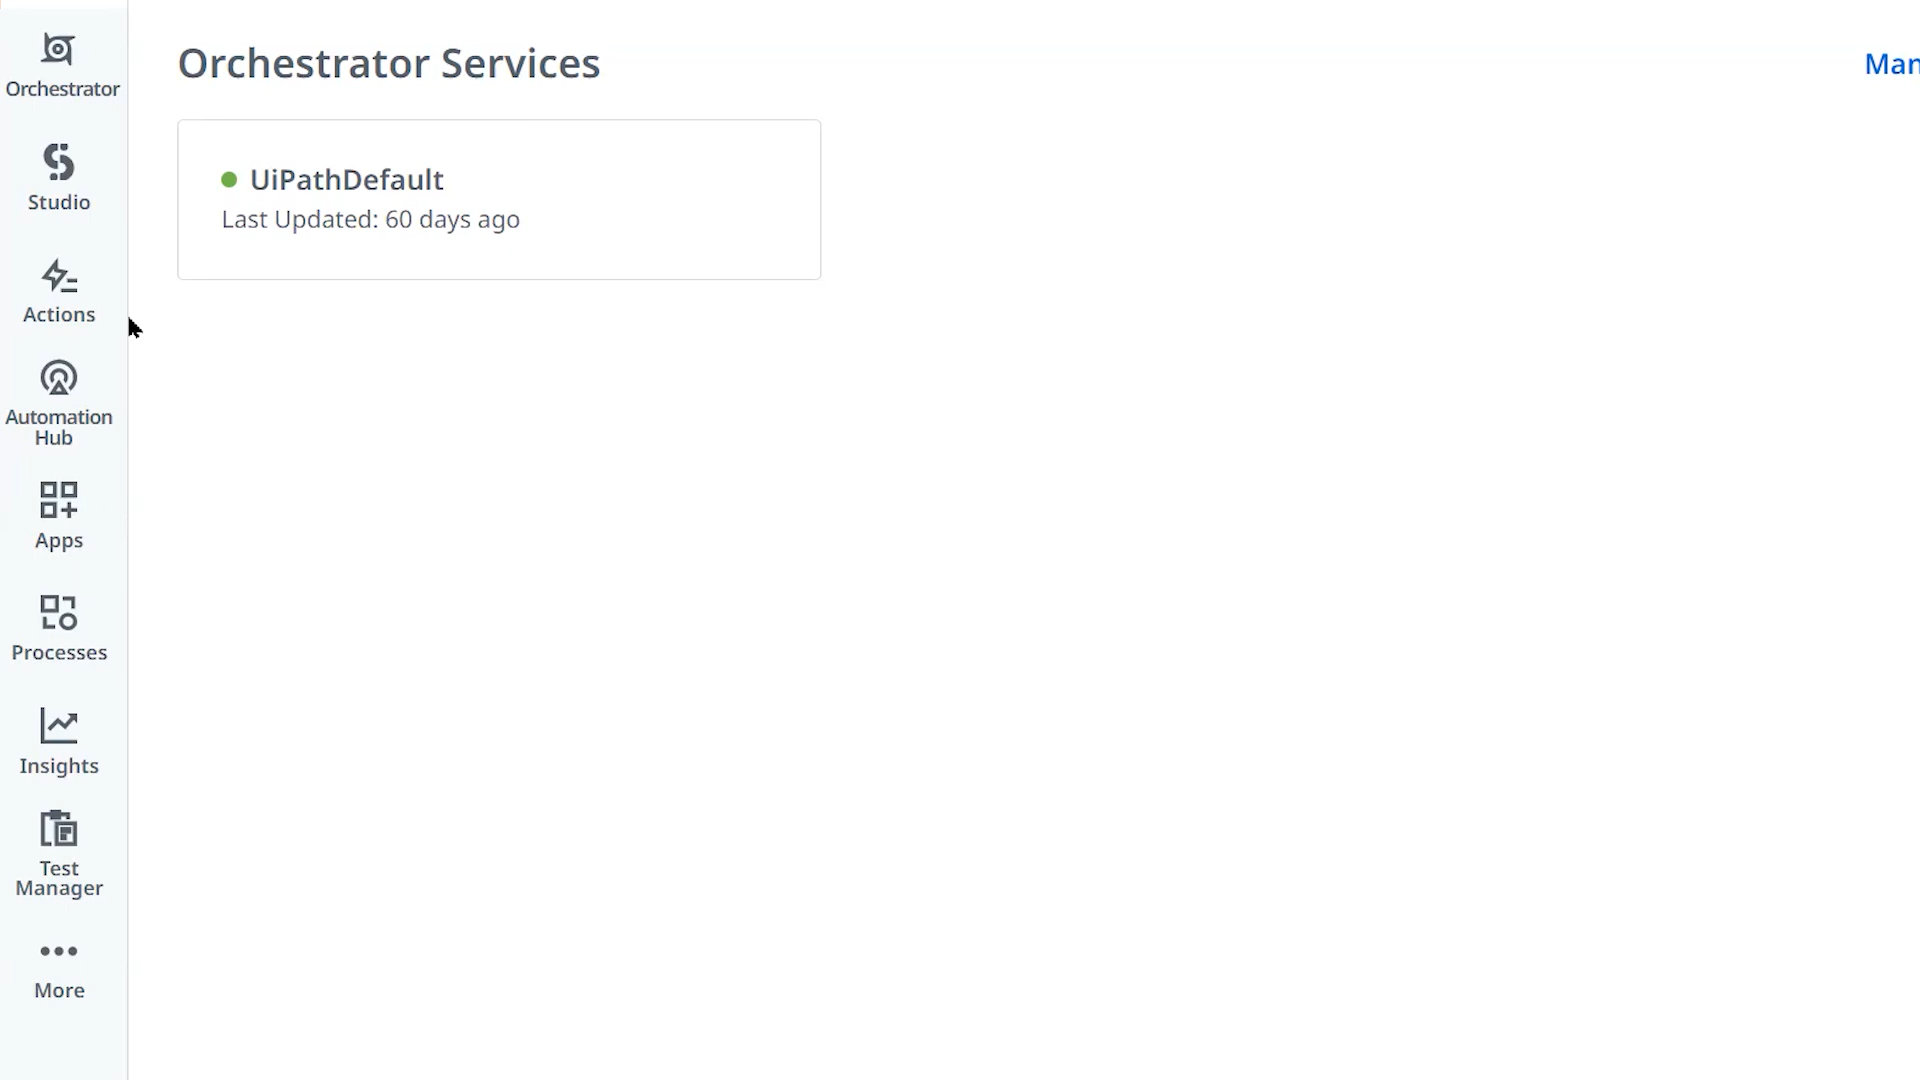 Orchestrator
Studio
Actions
Automation
Hub
Apps
Processes
Insights
Test
Manager
More
Orchestrator Services
Man
UiPathDefault
Last Updated: 60 days ago